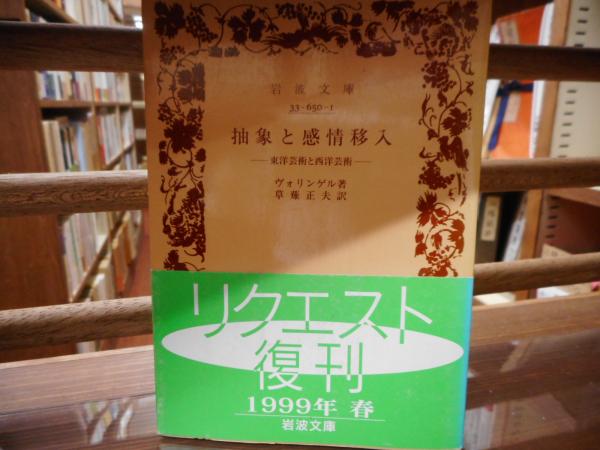 岩波文庫
33-650-1
抽象と感情移入
―東洋芸術と西洋芸術―
ヴォリンゲル著
草薙正夫訳
リクエスト
復刊
1999年 春
岩波文庫